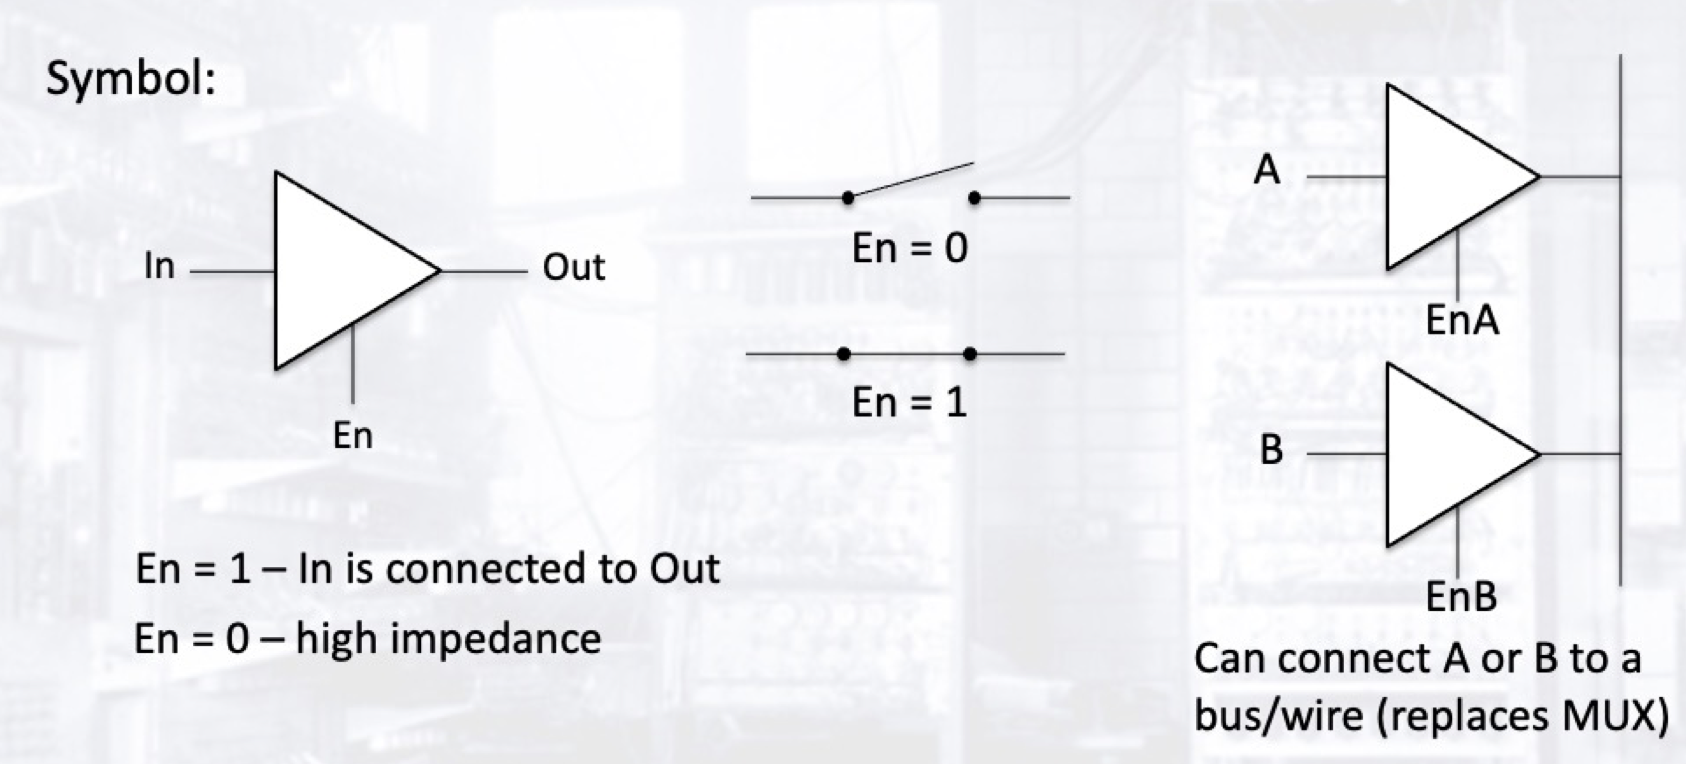 Symbol:
In
Out
En
En = 0
En = 1
En = 1 – In is connected to Out
En = 0 – high impedance
A
EnA
B
EnB
Can connect A or B to a
bus/wire (replaces MUX)